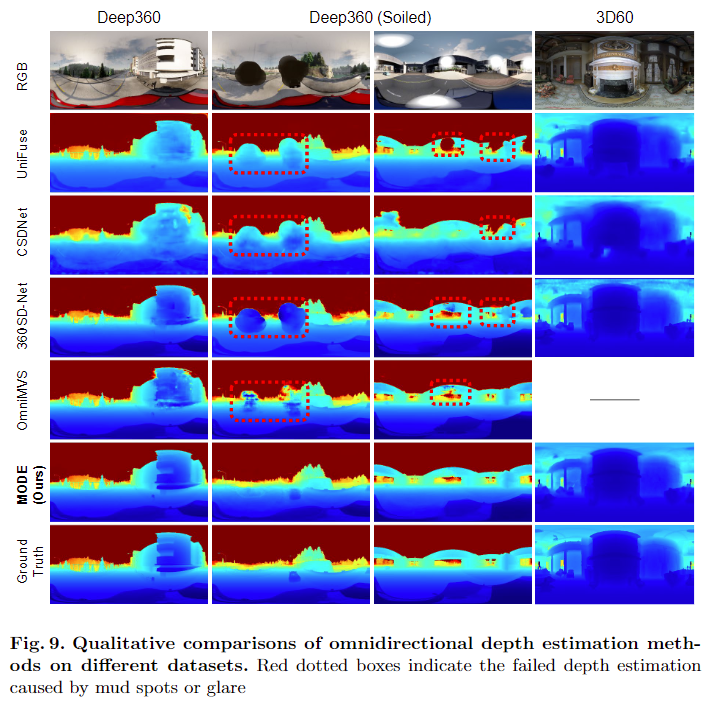 Deep360 Deep360 (Soiled) 3D60
RGB
UniFuse
CSDNet
360SD-Net
OmniMVS
MODE
(Ours)
Ground
Truth
Fig. 9. Qualitative comparisons of omnidirectional depth estimation meth-
ods on different datasets. Red dotted boxes indicate the failed depth estimation
caused by mud spots or glare